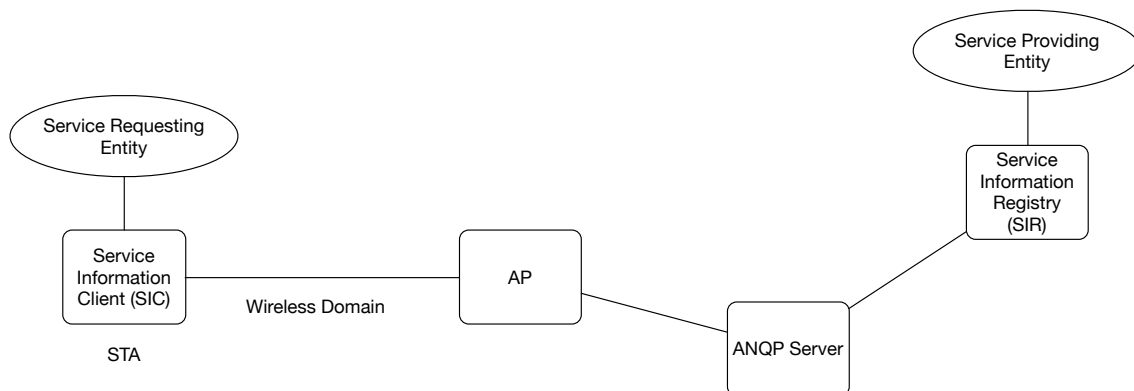 Service Providing
Entity
Service Requesting
Entity
Service
Information
Registry
(SIR)
Service
Information
Client (SIC)
AP
Wireless Domain
ANQP Server
STA